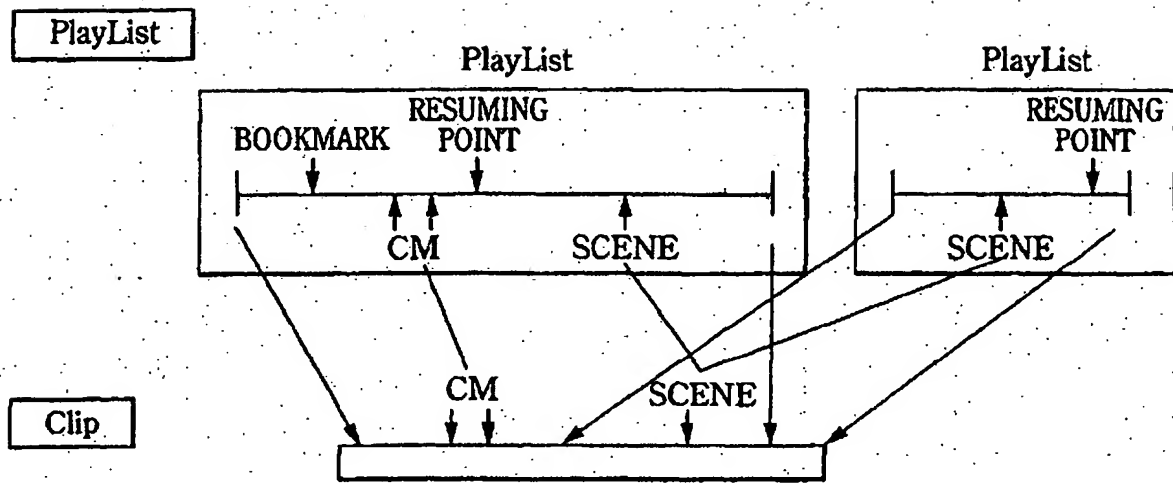 PlayList
PlayList
PlayList
BOOKMARK
RESUMING
POINT
RESUMING
POINT
CM
SCENE
SCENE
CM
SCENE
Clip